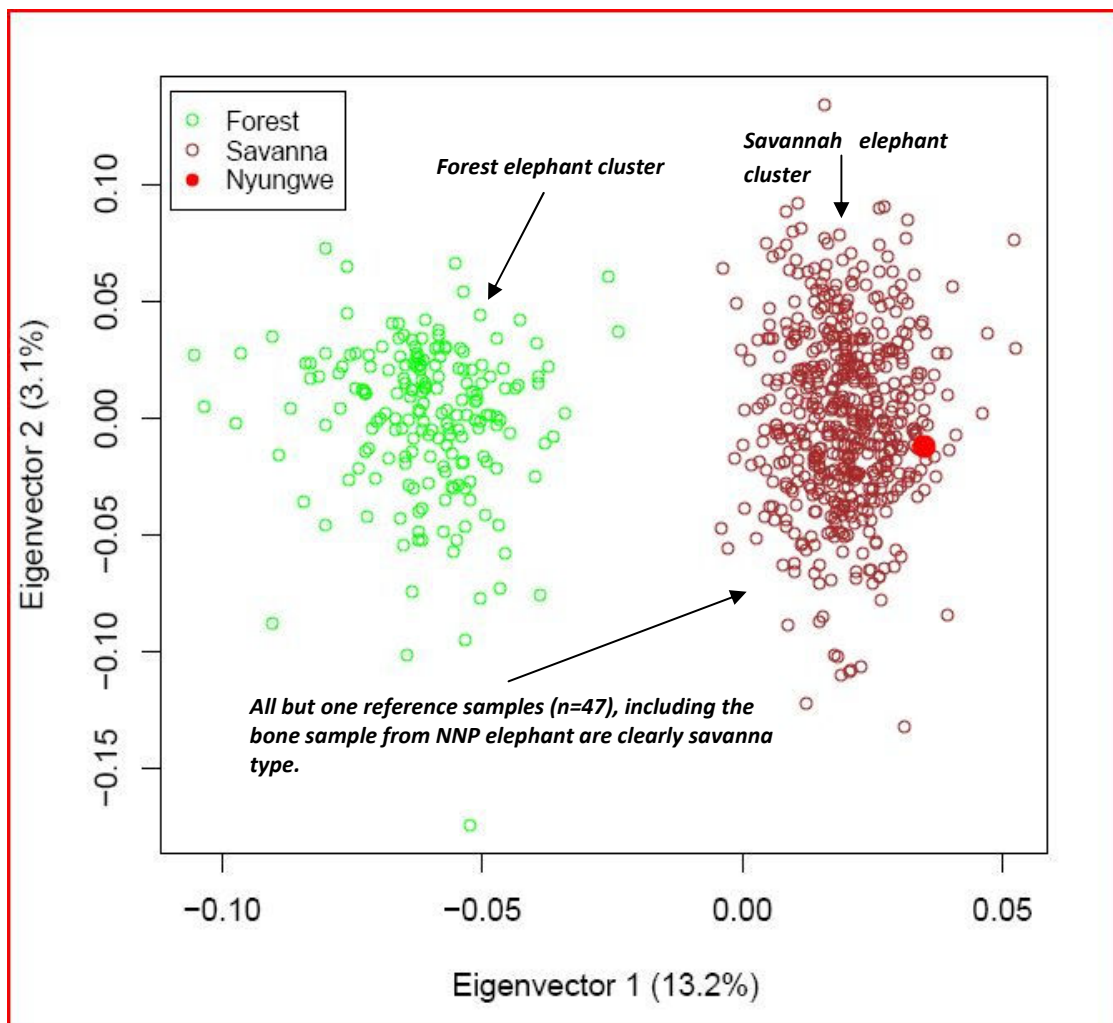 Forest
Savanna
Nyungwe
Forest elephant cluster
Savannah elephant
cluster
All but one reference samples (n=47), including the
bone sample from NNP elephant are clearly savanna
type.
0.10
0.05
0.00
−0.05
−0.10
−0.15
Eigenvector 2 (3.1%)
−0.10
−0.05
0.00
0.05
Eigenvector 1 (13.2%)